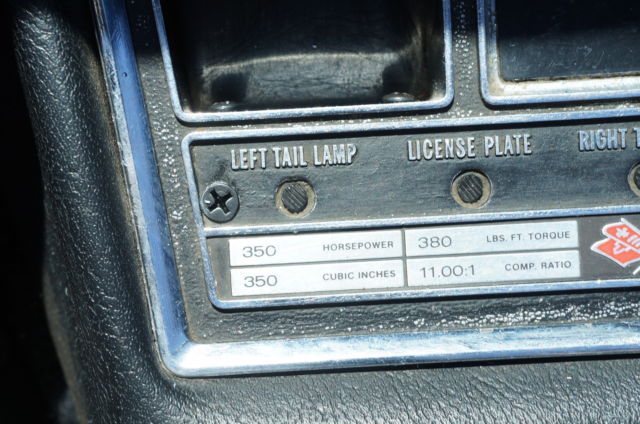 LEFT TAIL LAMP
LICENSE PLATE
RIGHT T
350 HORSEPOWER
380 LBS. FT. TORQUE
350 CUBIC INCHES
11.00:1 COMP. RATIO